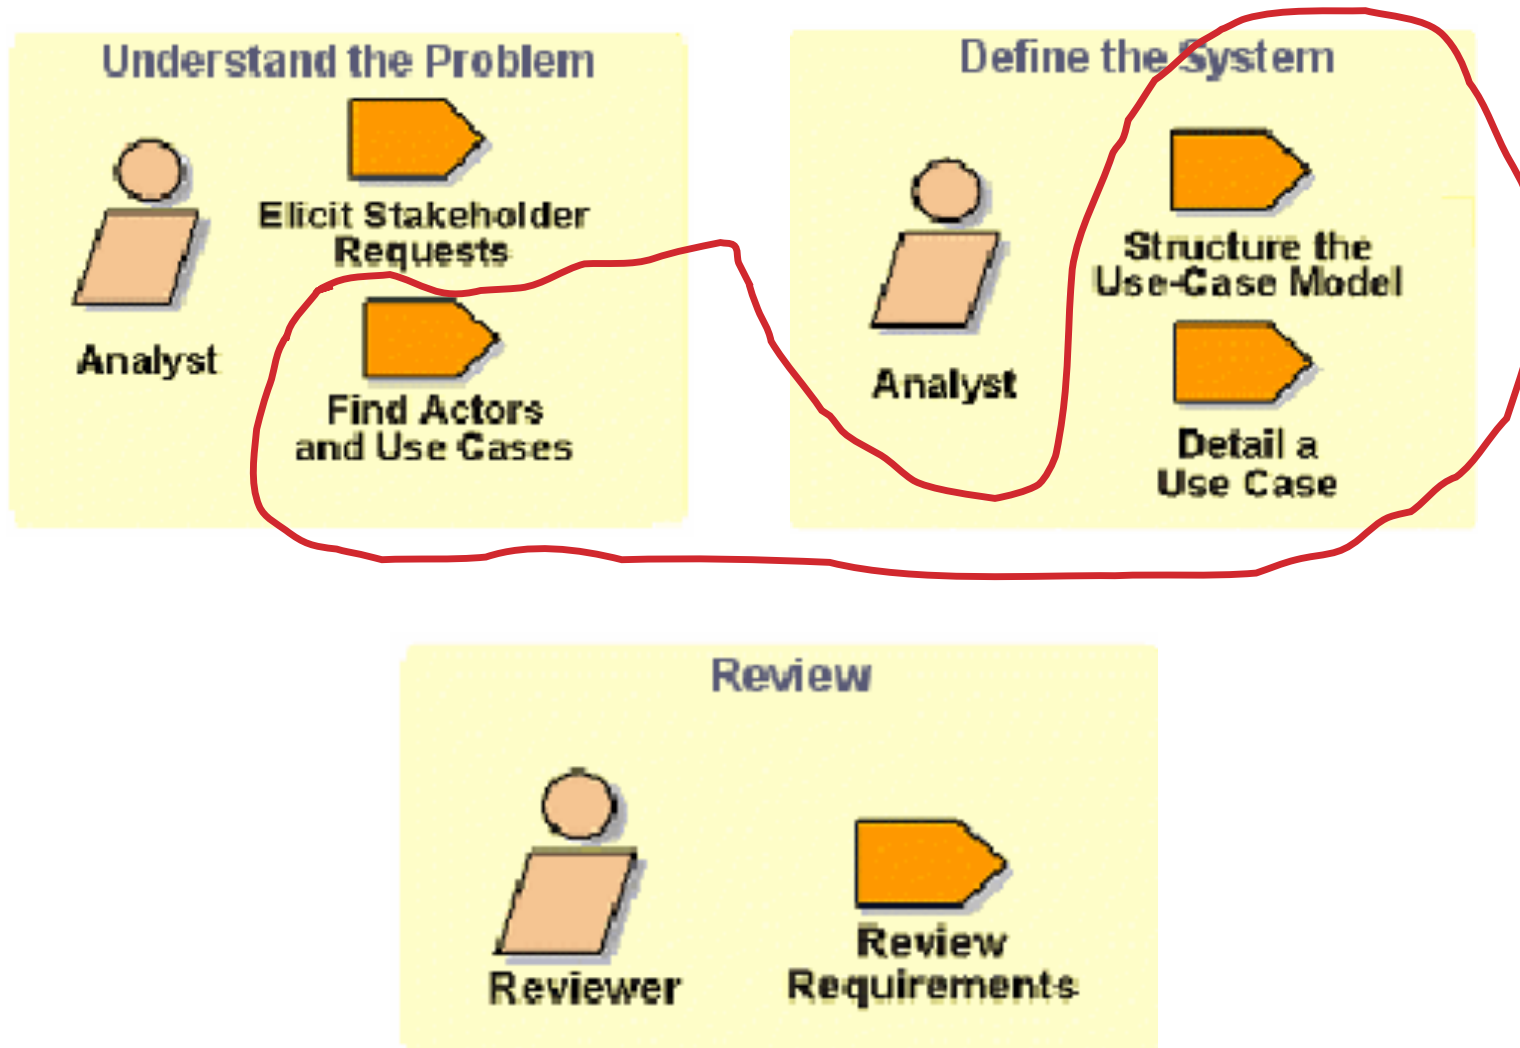 Understand the Problem
Elicit Stakeholder
Requests
Analyst
Find Actors
and Use Cases
Define the System
Structure the
Use-Case Model
Analyst
Detail a
Use Case
Review
Reviewer
Review
Requirements